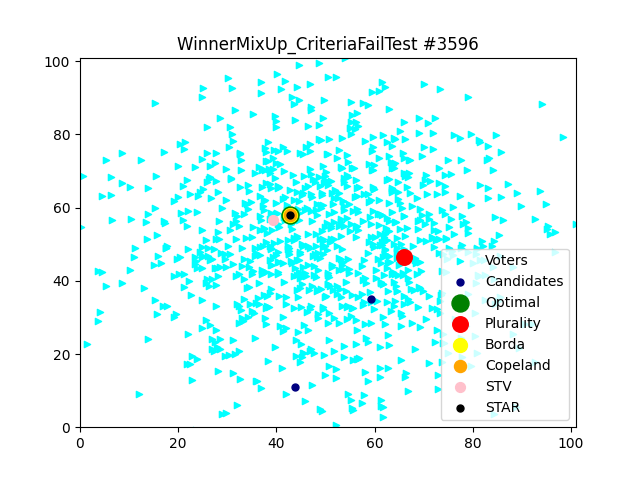 WinnerMixUp_CriteriaFailTest #3596
100
80
60
40
20
0
0 20 40 60 80 100
Voters
Candidates
Optimal
Plurality
Borda
Copeland
STV
STAR